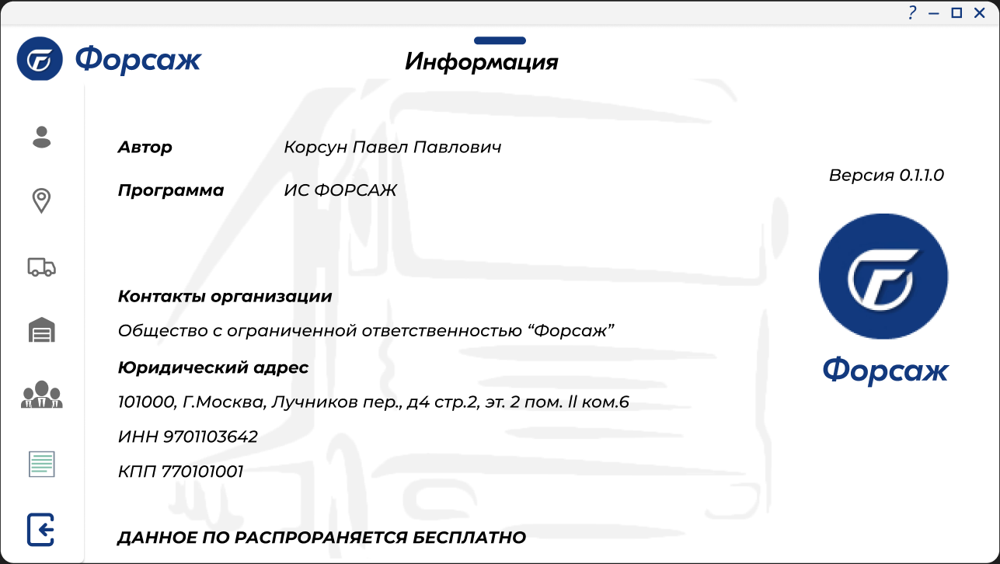 ?
Форсаж
Информация
Автор Корсун Павел Павлович
Программа ИС ФОРСАЖ
Версия 0.1.1.0
Контакты организации
Общество с ограниченной ответственностью “Форсаж”
Юридический адрес
101000, Г.Москва, Лучников пер., д4 стр.2, эт. 2 пом. ll ком.6
ИНН 9701103642
КПП 770101001
Форсаж
ДАННОЕ ПО РАСПРОРАНЯЕТСЯ БЕСПЛАТНО